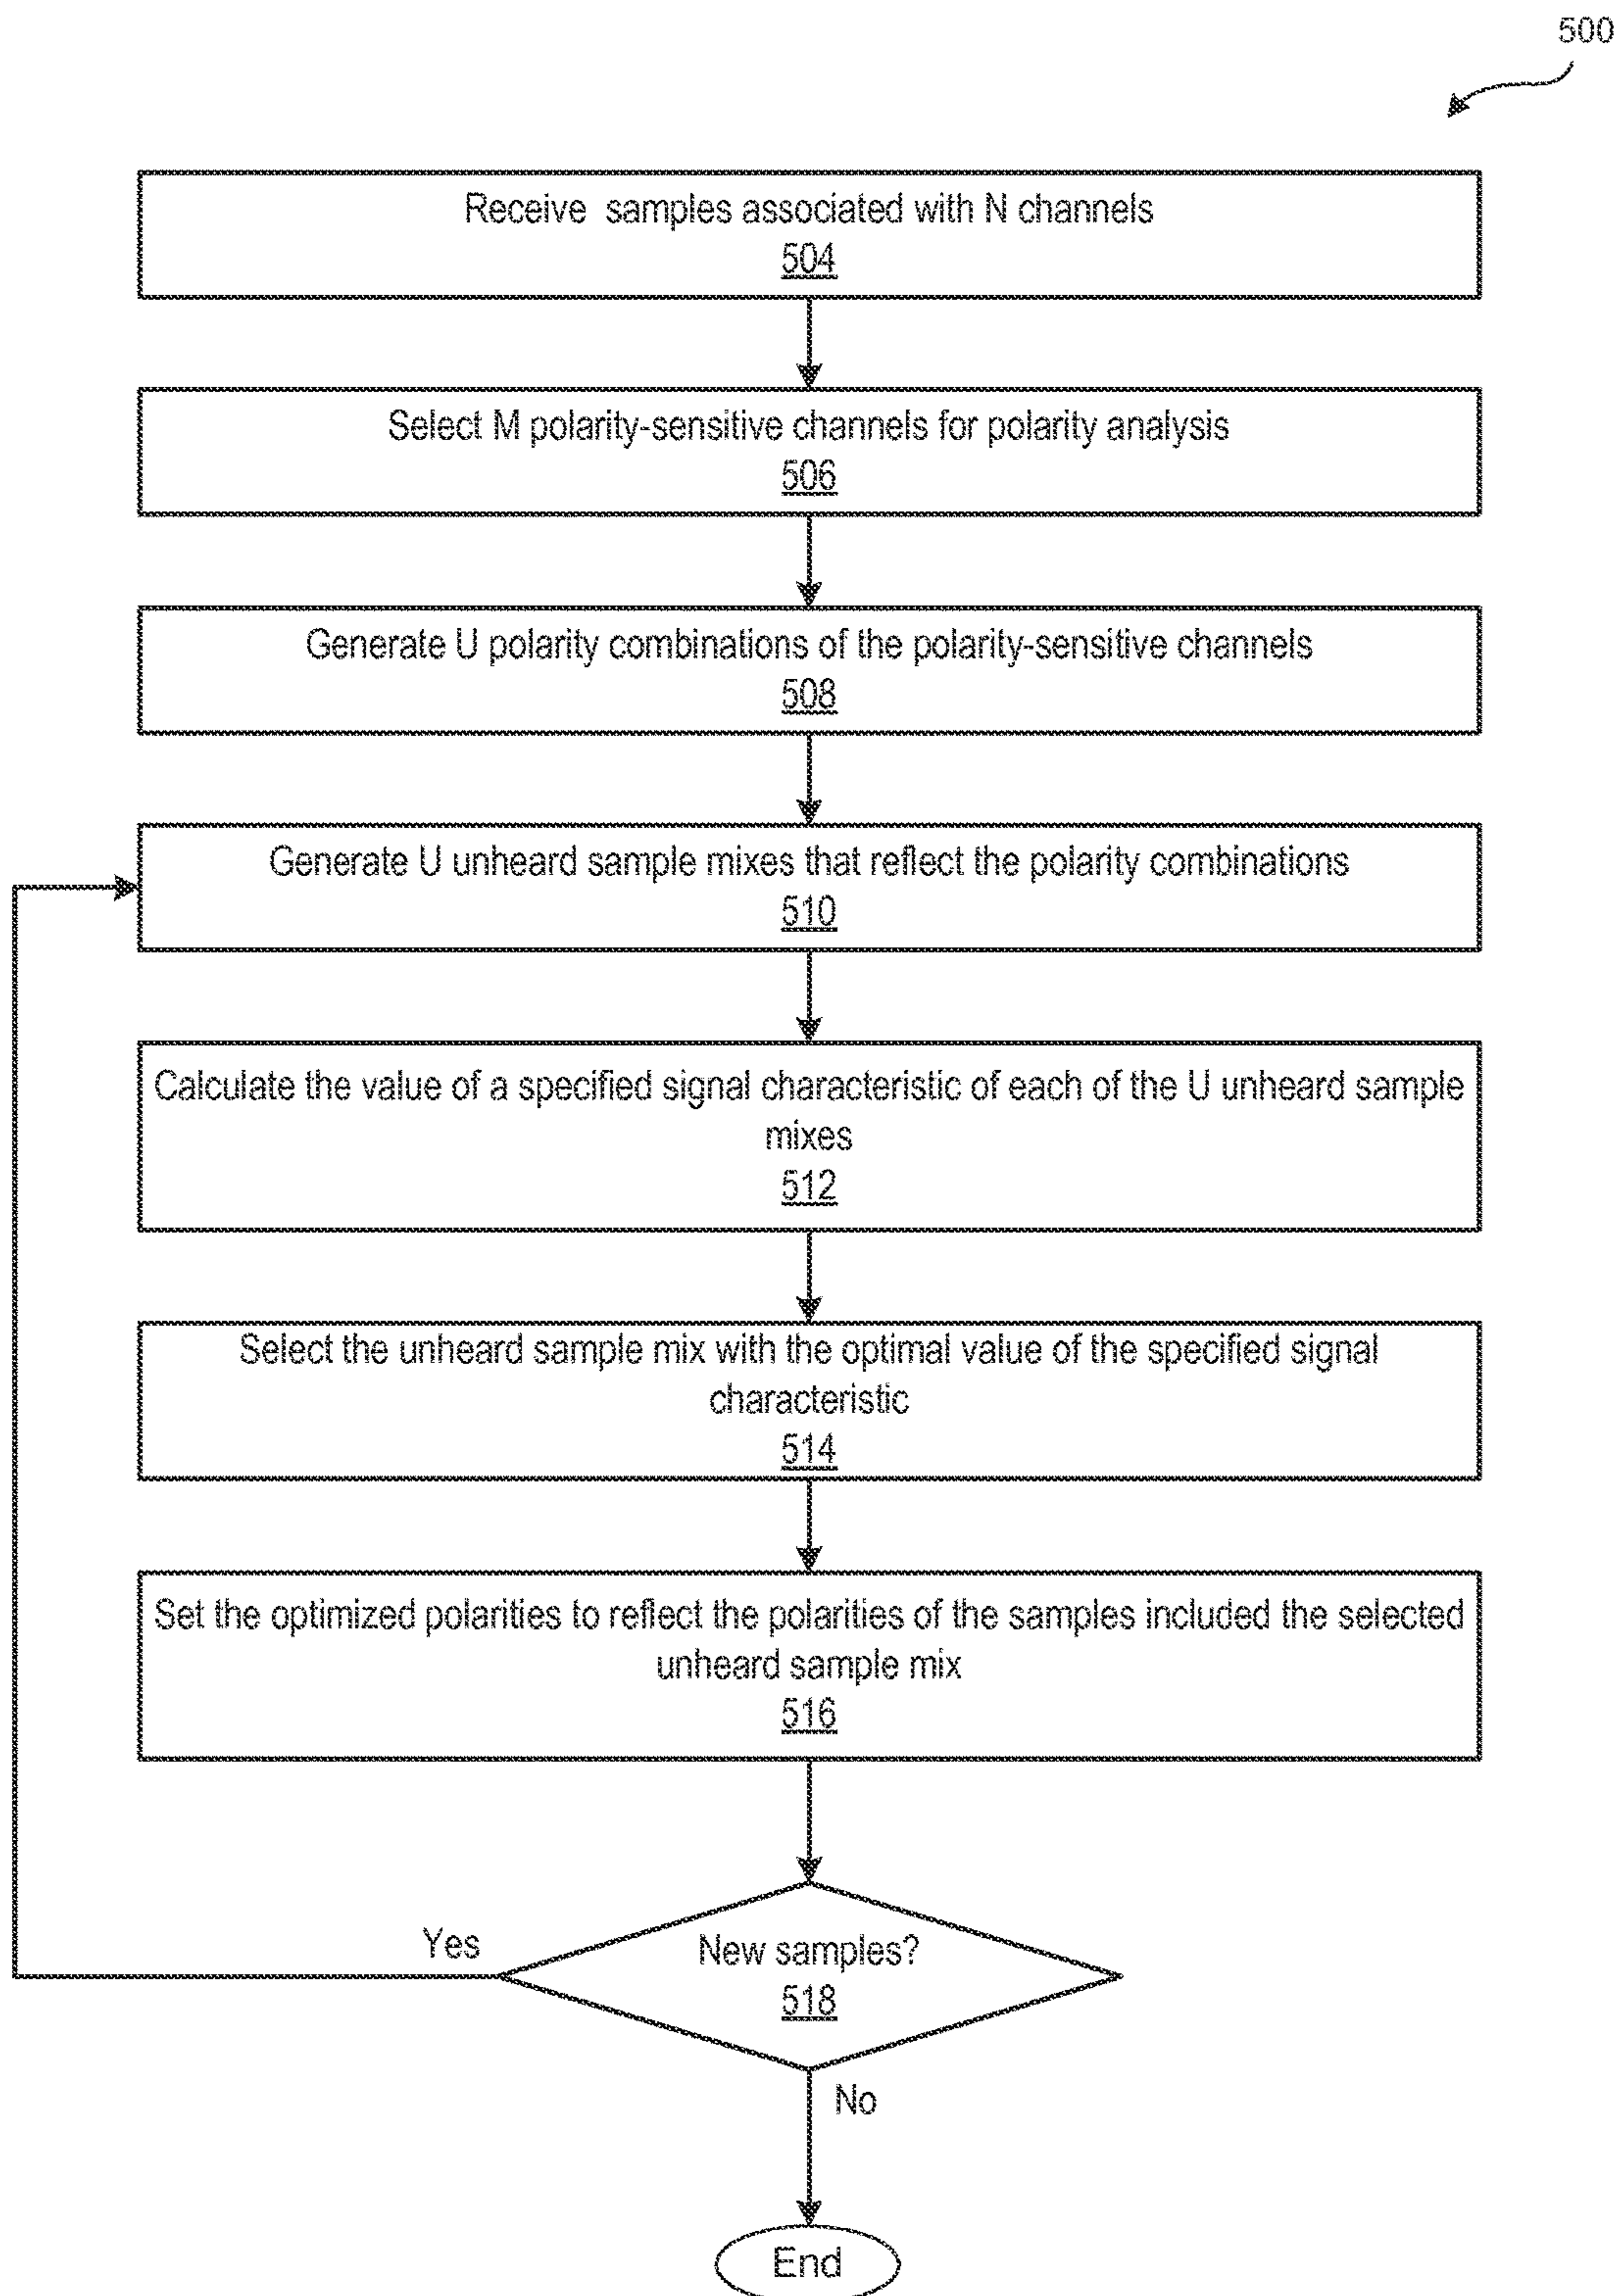 500
Receive samples associated with N channels
504
Select M polarity-sensitive channels for polarity analysis
506
Generate U polarity combinations of the polarity-sensitive channels
508
Generate U unheard sample mixes that reflect the polarity combinations
510
Calculate the value of a specified signal characteristic of each of the U unheard sample
mixes
512
Select the unheard sample mix with the optimal value of the specified signal
characteristic
514
Set the optimized polarities to reflect the polarities of the samples included the selected
unheard sample mix
516
Yes
New samples?
518
No
End